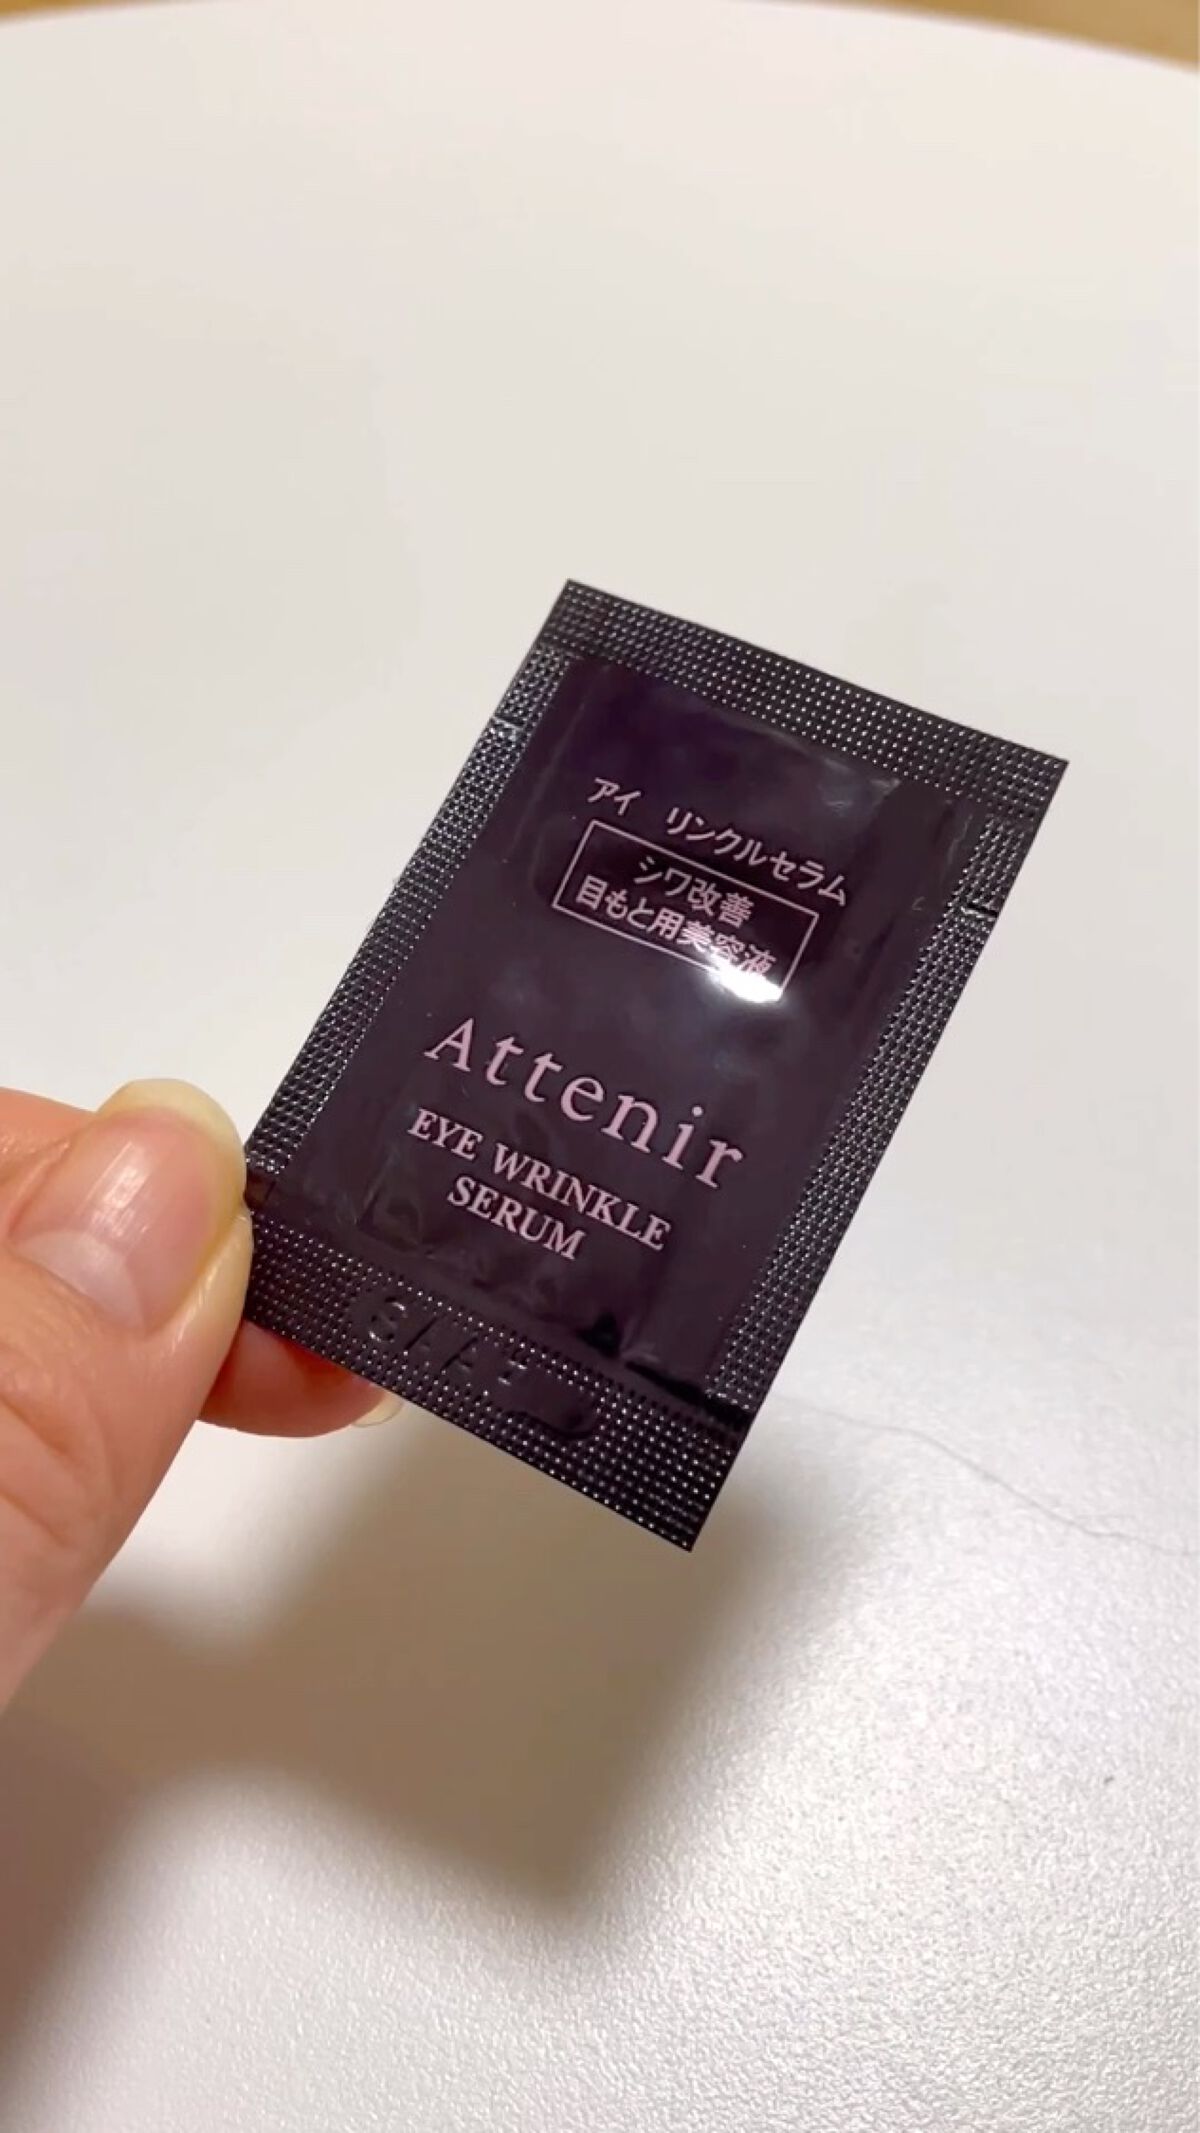 アイ リンクルセラム
シワ改善
目もと用美容液
Attenir
EYE WRINKLE
SERUM